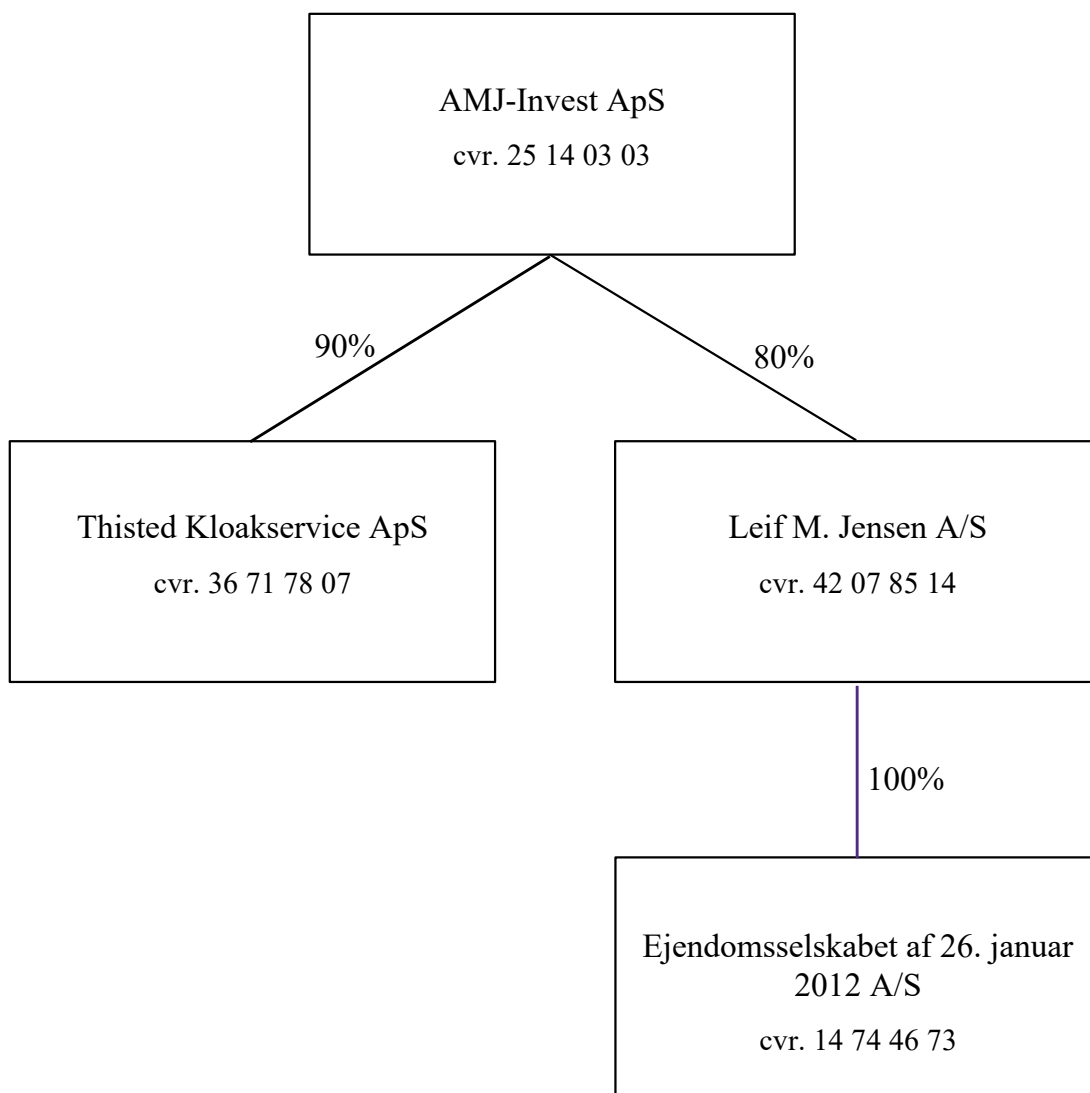 AMJ-Invest ApS
cvr. 25 14 03 03
90%
80%
Thisted Kloakservice ApS
cvr. 36 71 78 07
Leif M. Jensen A/S
cvr. 42 07 85 14
100%
Ejendomsselskabet af 26. januar
2012 A/S
cvr. 14 74 46 73